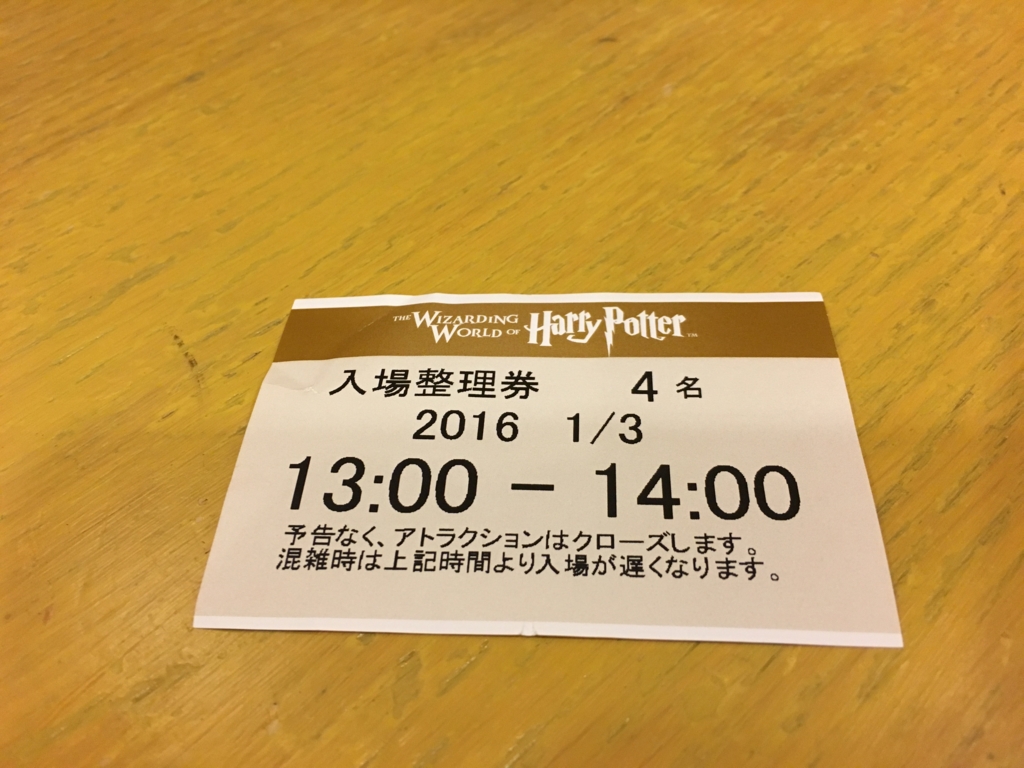 THE WIZARDING WORLD OF Harry Potter TM
入場整理券 4名
2016 1/3
13:00 - 14:00
予告なく、アトラクションはクローズします。
混雑時は上記時間より入場が遅くなります。